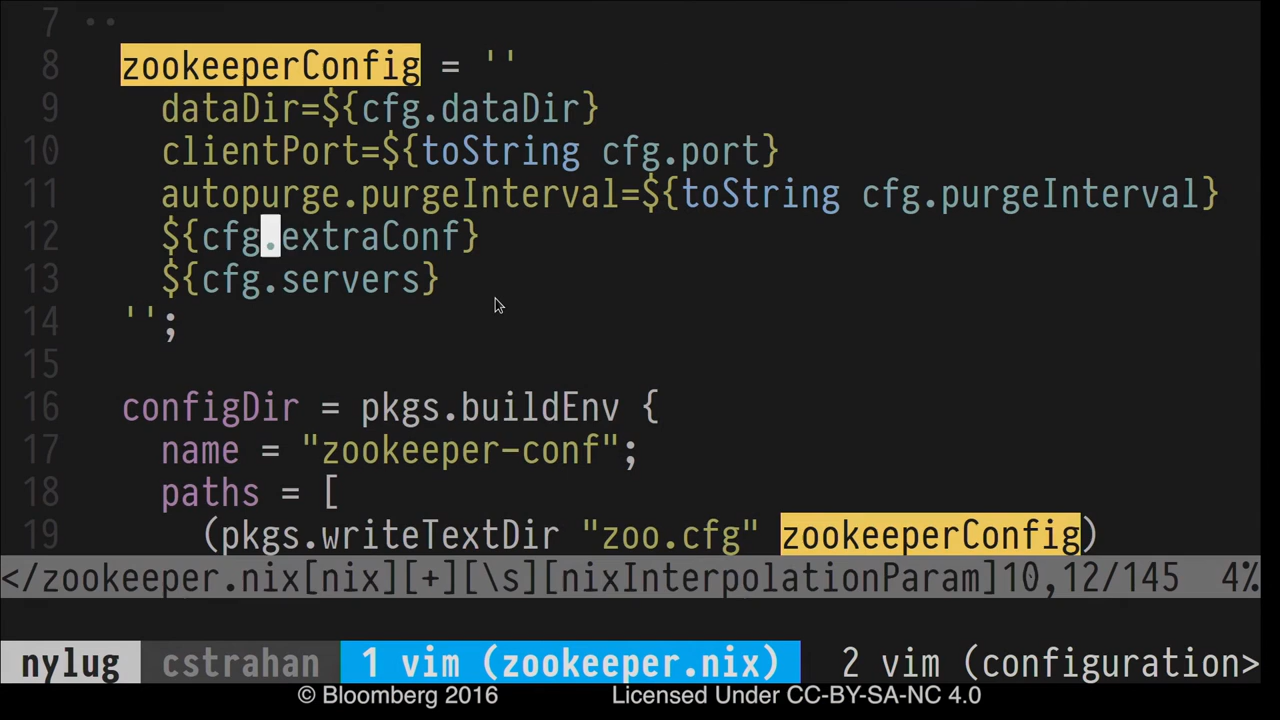 7 ··
8 zookeeperConfig = ''
9 dataDir=${cfg.dataDir}
10 clientPort=${toString cfg.port}
11 autopurge.purgeInterval=${toString cfg.purgeInterval}
12 ${cfg.extraConf}
13 ${cfg.servers}
14 '';
15
16 configDir = pkgs.buildEnv {
17 name = "zookeeper-conf";
18 paths = [
19 (pkgs.writeTextDir "zoo.cfg" zookeeperConfig)
</zookeeper.nix[nix][+][\s][nixInterpolationParam]10,12/145 4%
nylug cstrahan 1 vim (zookeeper.nix) 2 vim (configuration>
© Bloomberg 2016 Licensed Under CC-BY-SA-NC 4.0